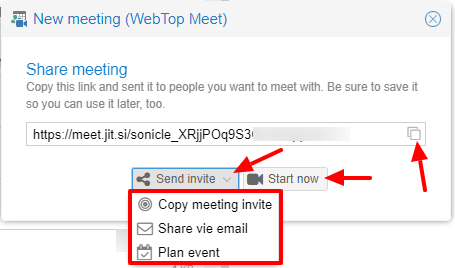 New meeting (WebTop Meet)
Share meeting
Copy this link and sent it to people you want to meet with. Be sure to save it
so you can use it later, too.
https://meet.jit.si/sonicle_XRjjPOq9S3
Send invite Start now
Copy meeting invite
Share vie email
Plan event